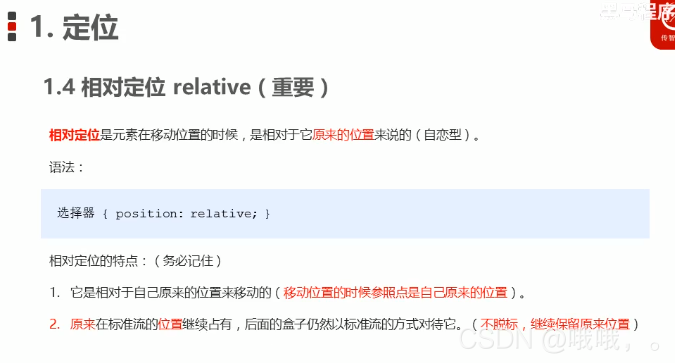 1. 定位
1.4 相对定位 relative（重要）
相对定位是元素在移动位置的时候，是相对于它原来的位置来说的（自恋型）。
语法：
选择器 { position: relative; }
相对定位的特点：（务必记住）
1. 它是相对于自己原来的位置来移动的（移动位置的时候参照点是自己原来的位置）。
2. 原来在标准流的位置继续占有，后面的盒子仍然以标准流的方式对待它。（不脱标，继续保留原来位置）
CSDN @哦哦，。